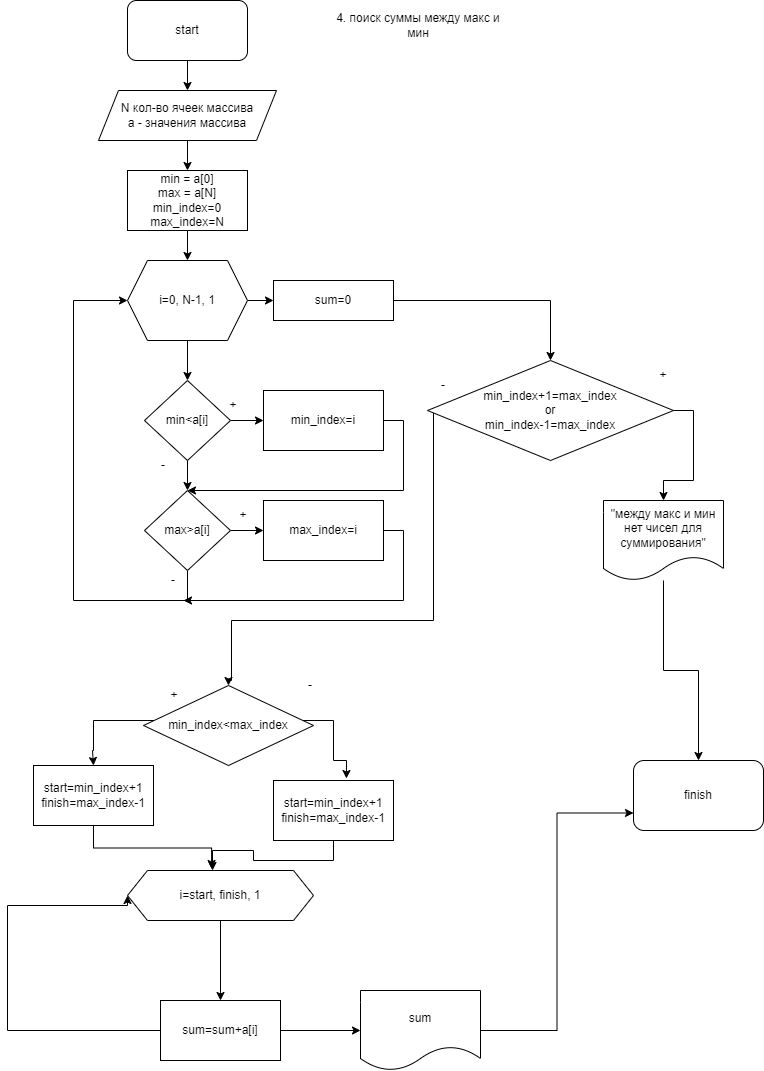 start
4. поиск суммы между макс и
мин
N кол-во ячеек массива
a - значения массива
min = a[0]
max = a[N]
min_index=0
max_index=N
i=0, N-1, 1
sum=0
min<a[i]
+
min_index=i
-
max>a[i]
+
max_index=i
-
-
+
min_index+1=max_index
or
min_index-1=max_index
"между макс и мин
нет чисел для
суммирования"
+
-
min_index<max_index
start=min_index+1
finish=max_index-1
start=min_index+1
finish=max_index-1
finish
i=start, finish, 1
sum=sum+a[i]
sum